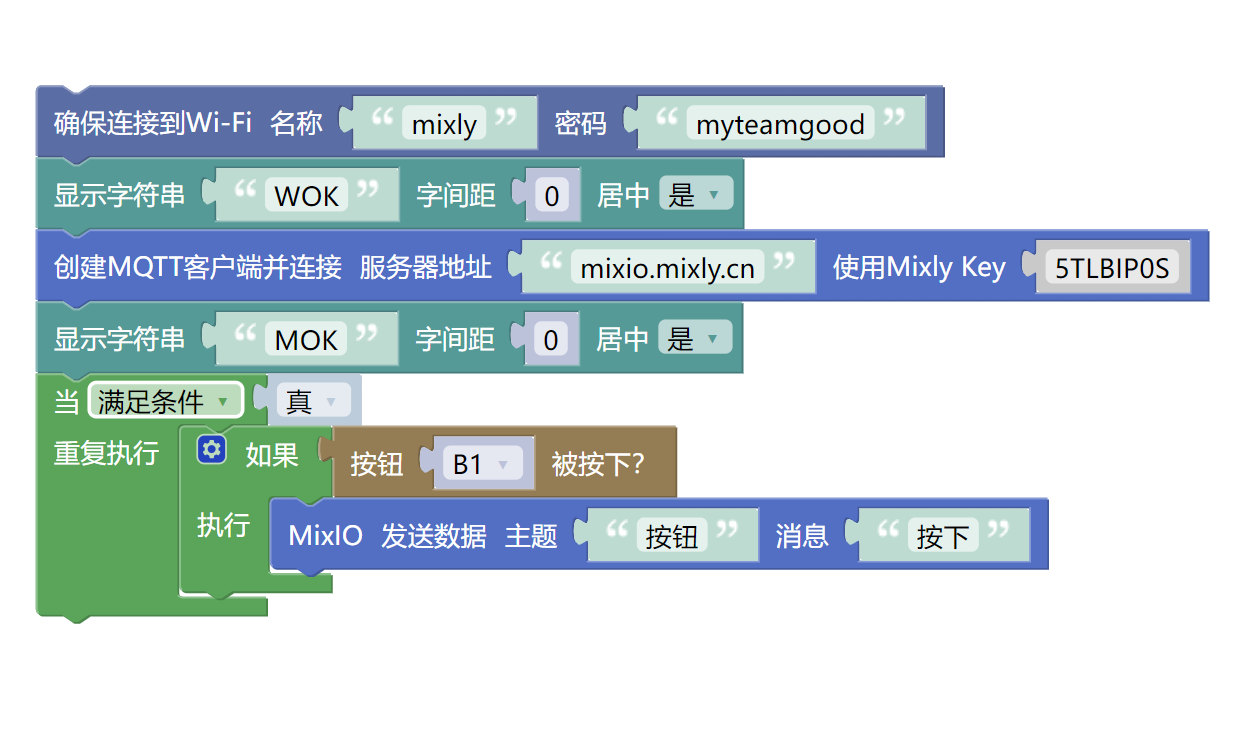 确保连接到Wi-Fi 名称 “ mixly ” 密码 “ myteamgood ”
显示字符串 “ WOK ” 字间距 0 居中 是
创建MQTT客户端并连接 服务器地址 “ mixio.mixly.cn ” 使用Mixly Key 5TLBIP0S
显示字符串 “ MOK ” 字间距 0 居中 是
当 满足条件 真
重复执行 如果 按钮 B1 被按下?
执行 MixIO 发送数据 主题 “ 按钮 ” 消息 “ 按下 ”